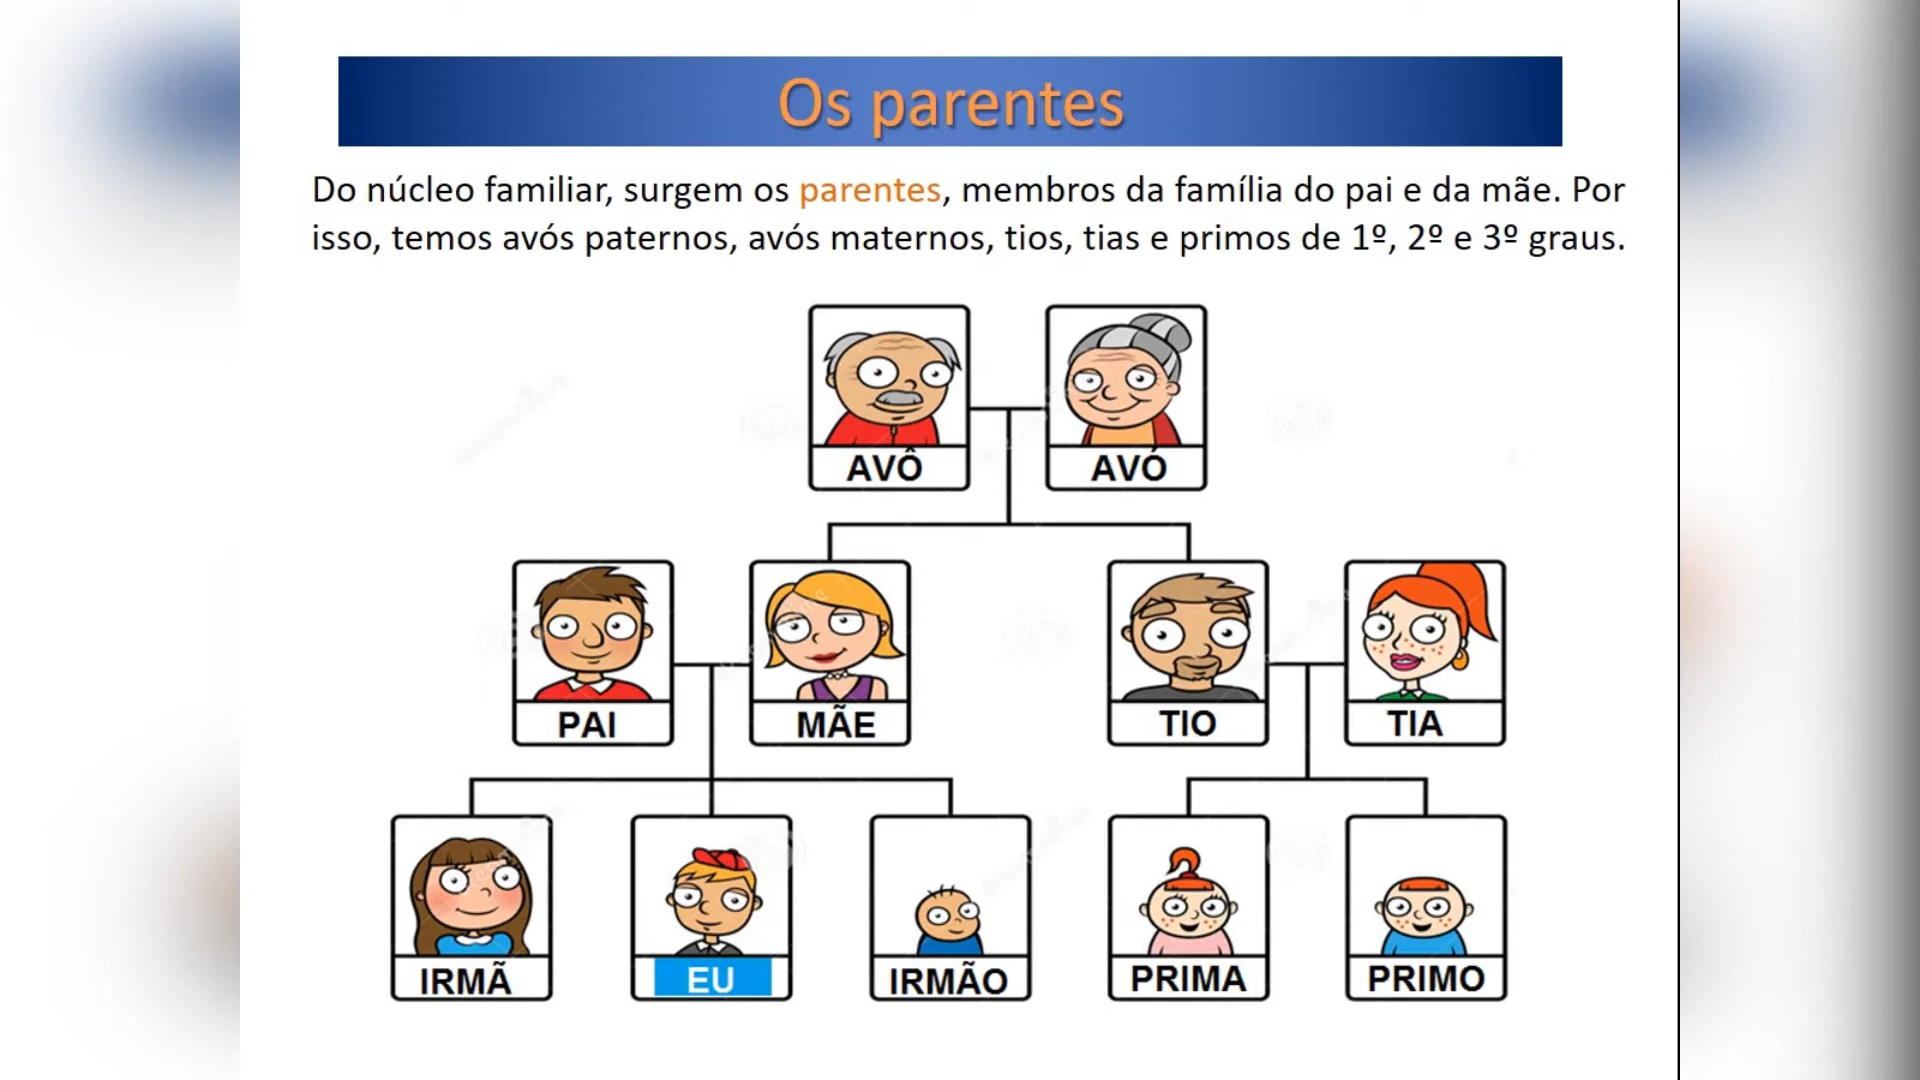 Os parentes
Do núcleo familiar, surgem os parentes, membros da família do pai e da mãe. Por
isso, temos avós paternos, avós maternos, tios, tias e primos de 1º, 2º e 3º graus.
AVÔ AVÓ
PAI MÃE TIO TIA
IRMÃ EU IRMÃO PRIMA PRIMO